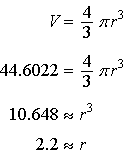 V = 4/3 πr³
44.6022 = 4/3 πr³
10.648 ≈ r³
2.2 ≈ r